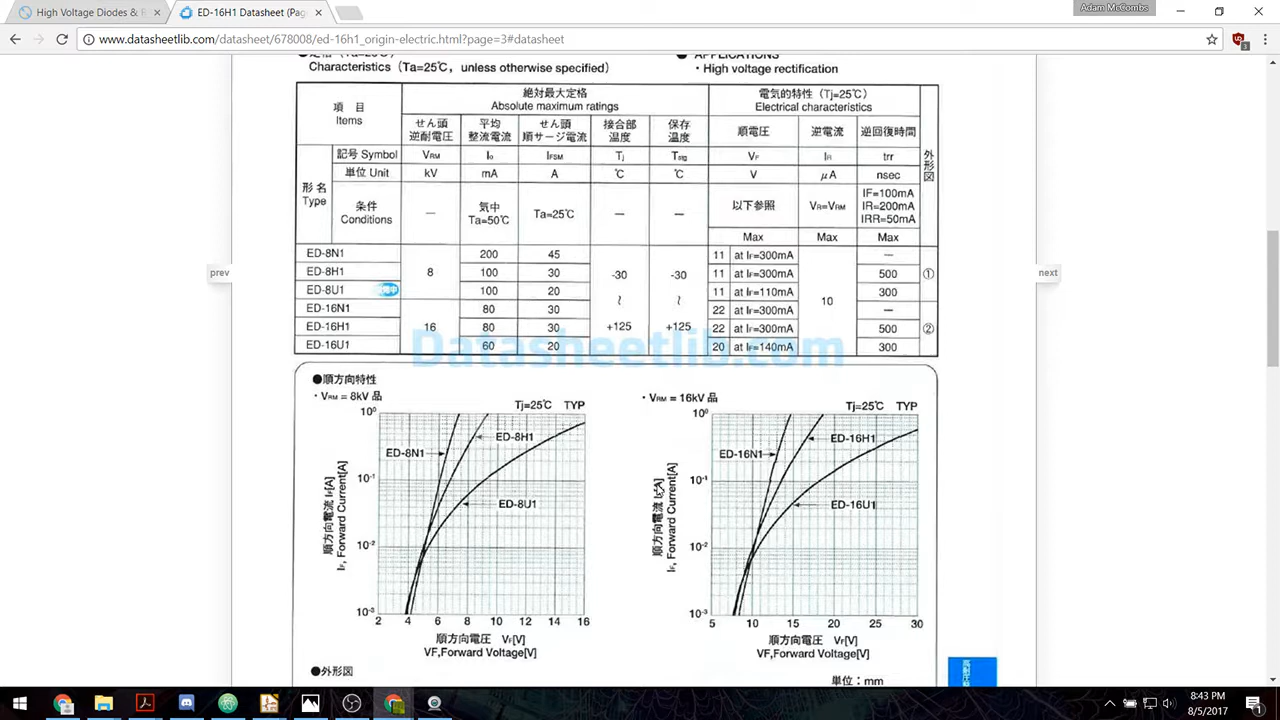 High Voltage Diodes & R
ED-16H1 Datasheet (Pag
Adam McCombs
www.datasheetlib.com/datasheet/678008/ed-16h1_origin-electric.html?page=3#datasheet
Characteristics (Ta=25℃, unless otherwise specified)
● APPLICATIONS
・High voltage rectification
項 目
Items
絶対最大定格
Absolute maximum ratings
電気的特性 (Tj=25℃)
Electrical characteristics
外形図
せん頭
逆耐電圧
平均
整流電流
せん頭
順サージ電流
接合部
温度
保存
温度
順電圧
逆電流
逆回復時間
形 名
Type
記号 Symbol
VRM
Io
IFSM
Tj
Tstg
VF
IR
trr
単位 Unit
kV
mA
A
℃
℃
V
μA
nsec
条件
Conditions
—
気中
Ta=50℃
Ta=25℃
—
—
以下参照
VR=VRM
IF=100mA
IR=200mA
IRR=50mA
Max
Max
Max
ED-8N1
8
200
45
-30
~
+125
-30
~
+125
11 at IF=300mA
10
—
①
ED-8H1
100
30
11 at IF=300mA
500
ED-8U1
100
20
11 at IF=110mA
300
ED-16N1
16
80
30
22 at IF=300mA
—
②
ED-16H1
80
30
22 at IF=300mA
500
ED-16U1
60
20
20 at IF=140mA
300
Datasheetlib.com
prev
next
●順方向特性
・VRM = 8kV 品
Tj=25℃ TYP
10⁰
10⁻¹
10⁻²
10⁻³
ED-8N1
ED-8H1
ED-8U1
順方向電流 IF[A]
IF, Forward Current[A]
2 4 6 8 10 12 14 16
順方向電圧 VF[V]
VF,Forward Voltage[V]
・VRM = 16kV 品
Tj=25℃ TYP
10⁰
10⁻¹
10⁻²
10⁻³
ED-16N1
ED-16H1
ED-16U1
順方向電流 IF[A]
IF, Forward Current[A]
5 10 15 20 25 30
順方向電圧 VF[V]
VF,Forward Voltage[V]
●外形図
単位：mm
8:43 PM
8/5/2017